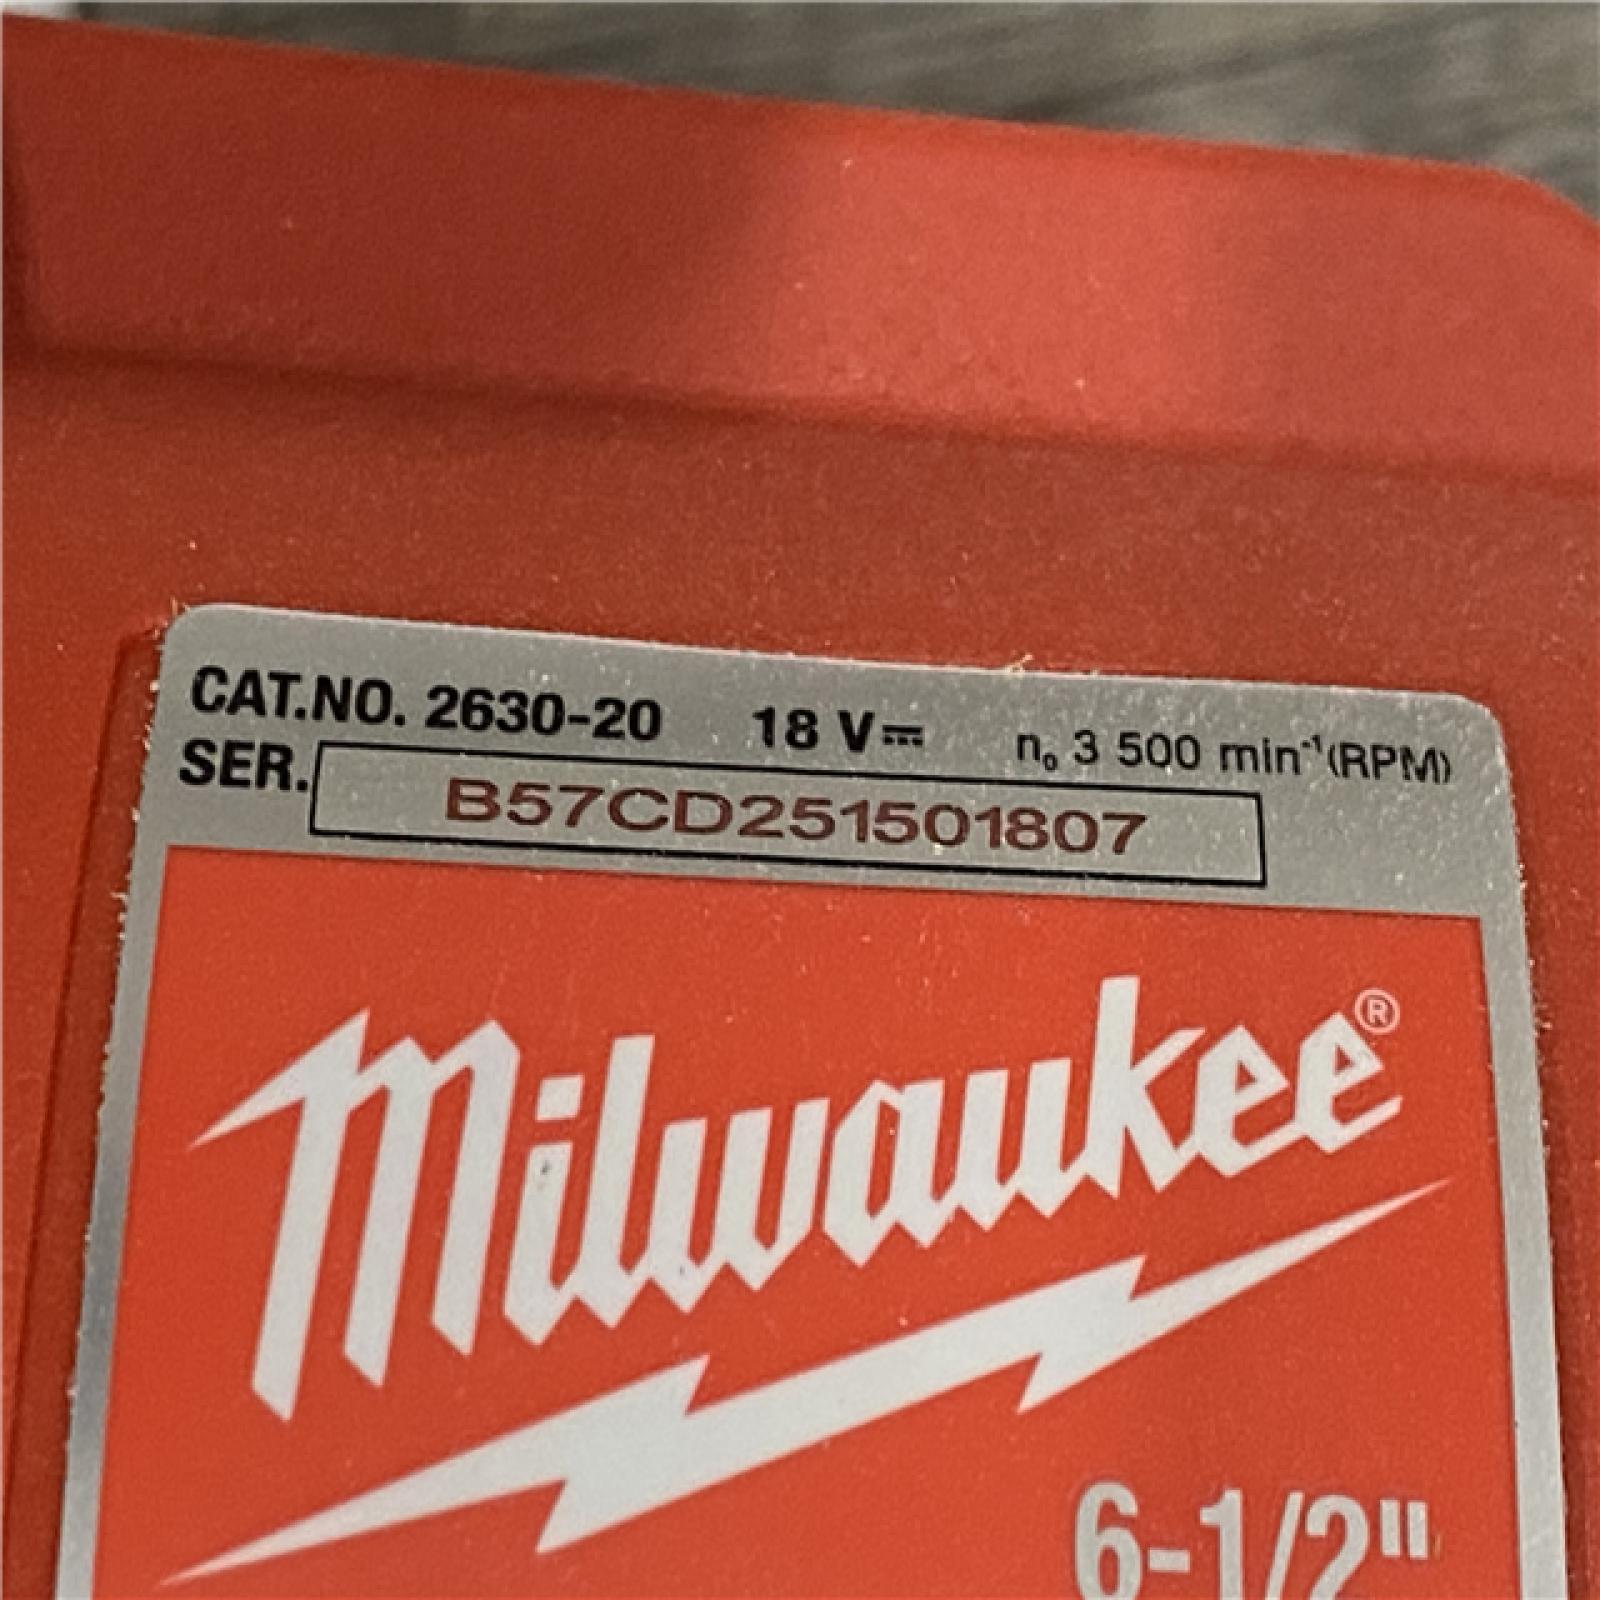 CAT.NO. 2630-20 18 V⎓ n₀ 3 500 min⁻¹(RPM)
SER. B57CD251501807
Milwaukee®
6-1/2"